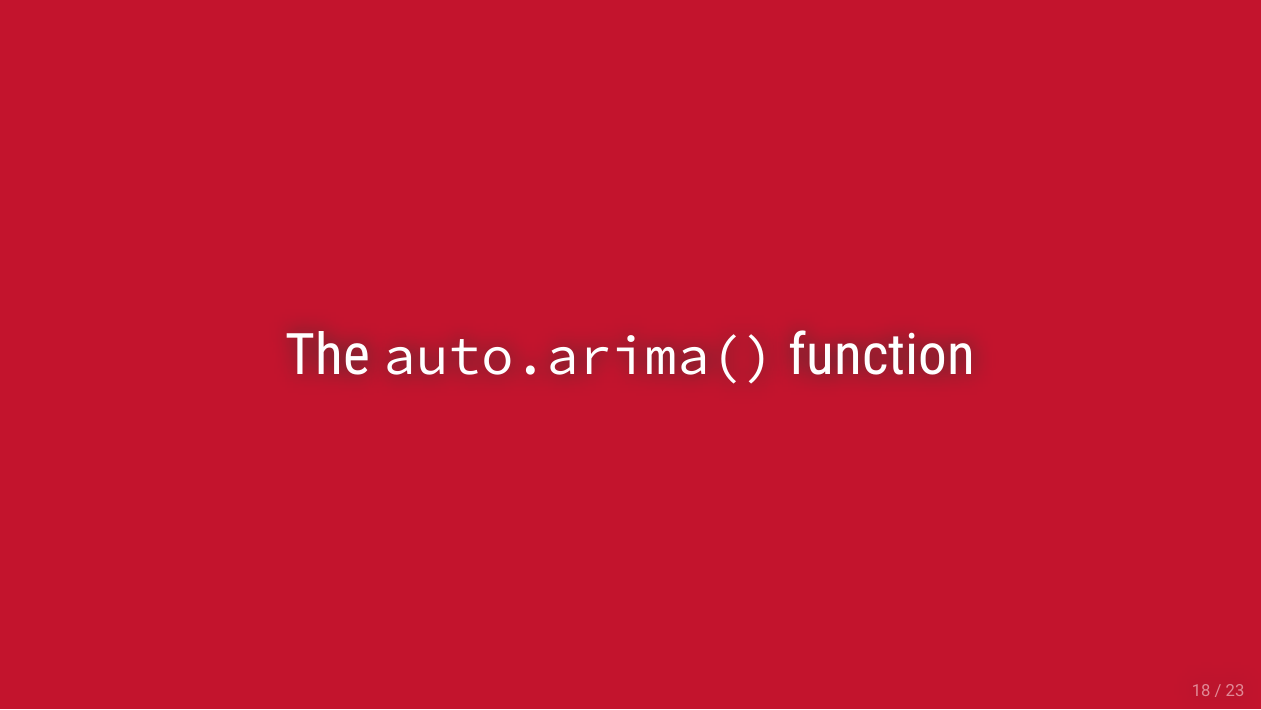 The auto.arima() function
18 / 23